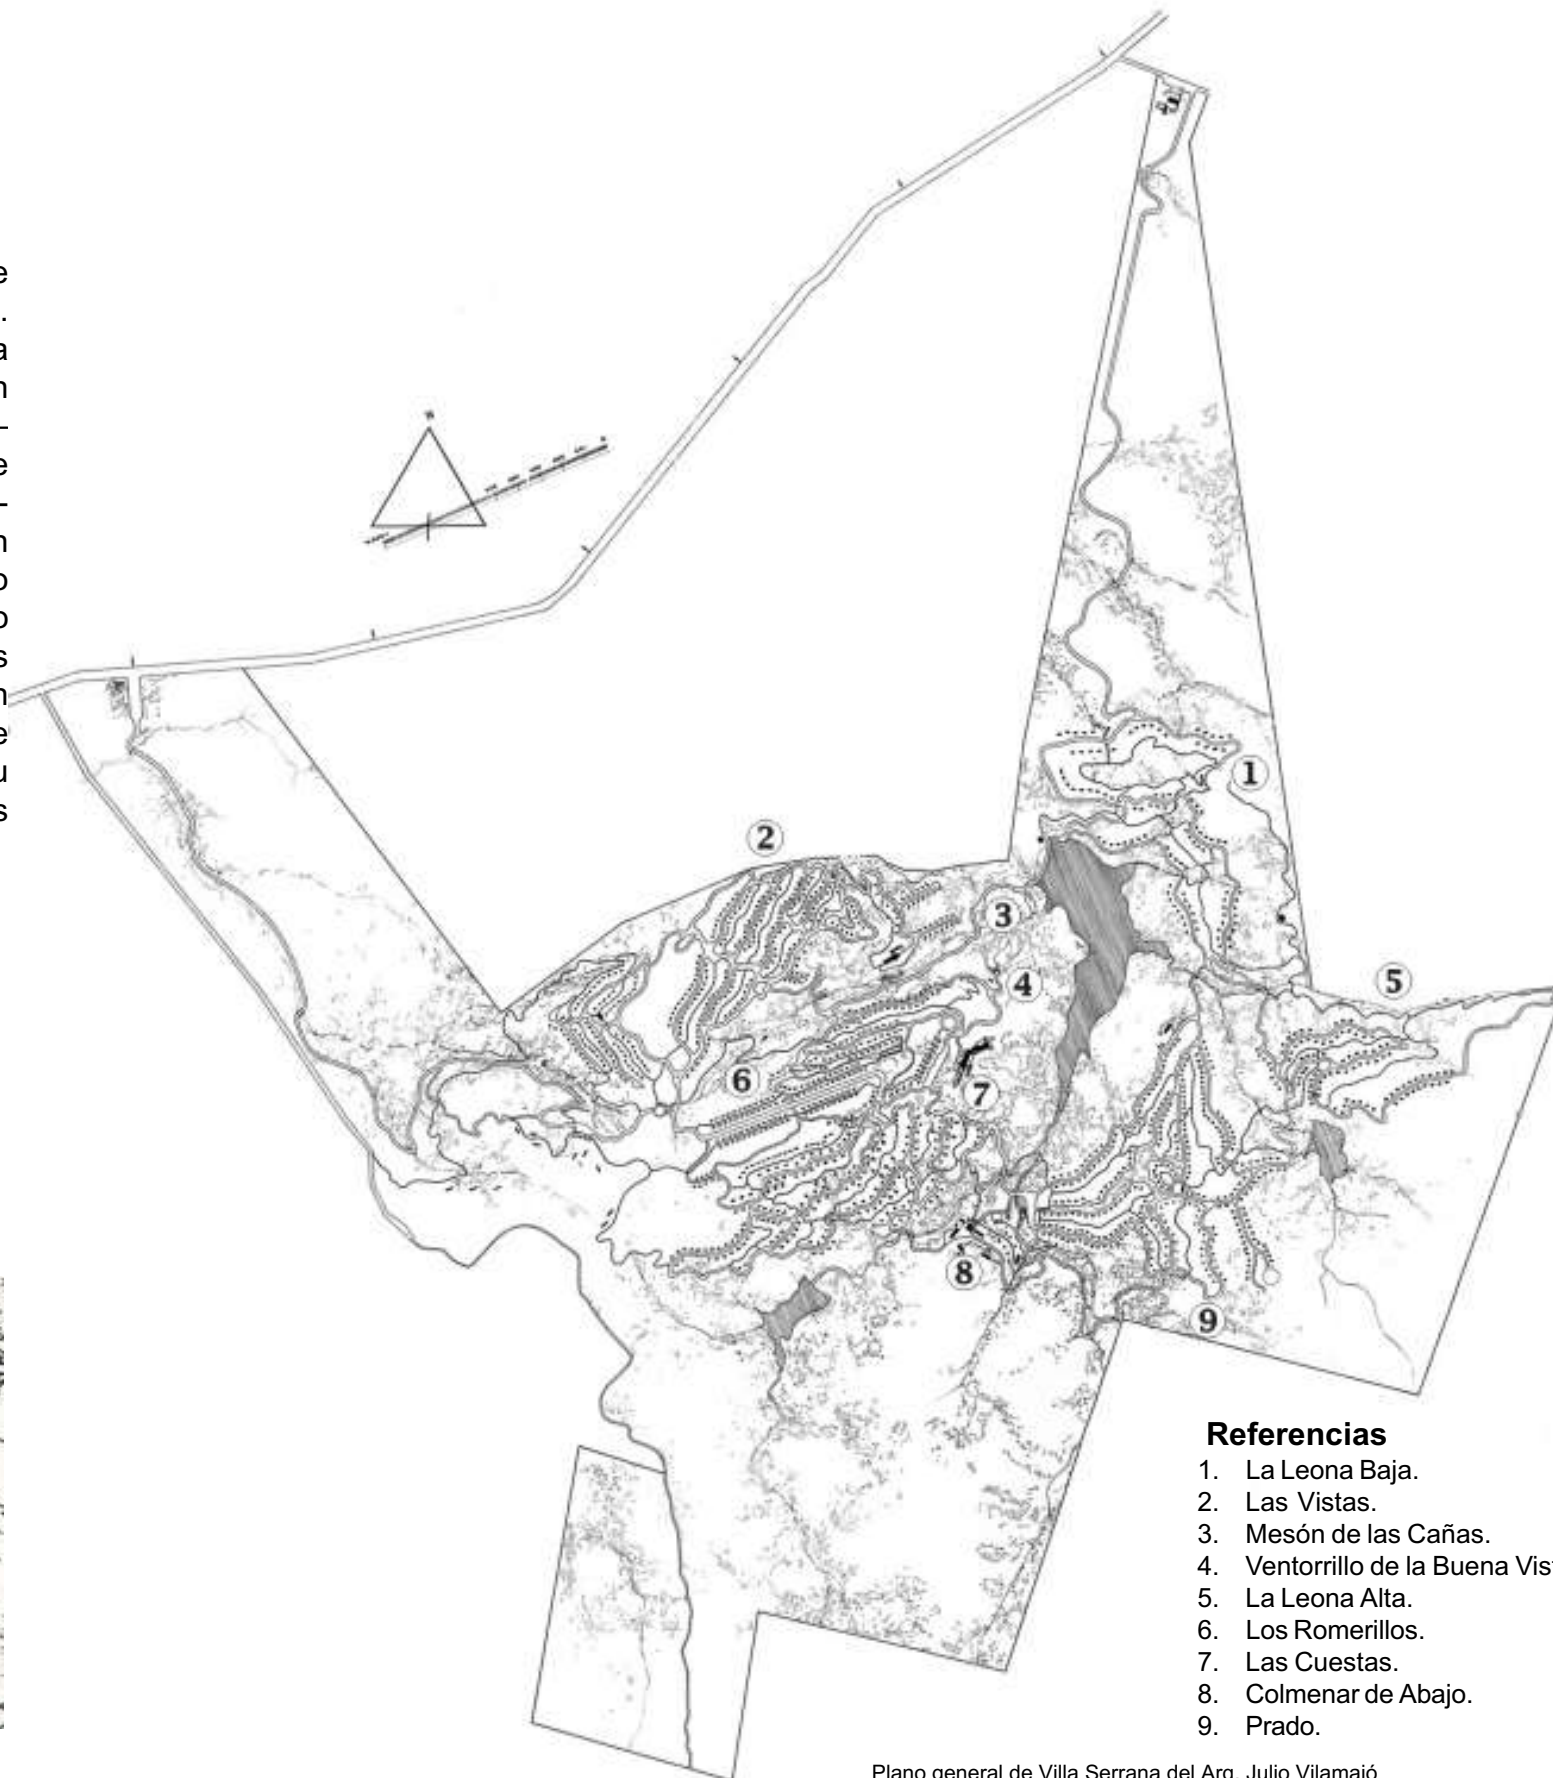 e
.
a
n
-
e
-
n
o
o
s
n
e
u
s
N
1
2
3
4
5
6
7
8
9
Referencias
1. La Leona Baja.
2. Las Vistas.
3. Mesón de las Cañas.
4. Ventorrillo de la Buena Vis
5. La Leona Alta.
6. Los Romerillos.
7. Las Cuestas.
8. Colmenar de Abajo.
9. Prado.
Plano general de Villa Serrana del Arq. Julio Vilamajó